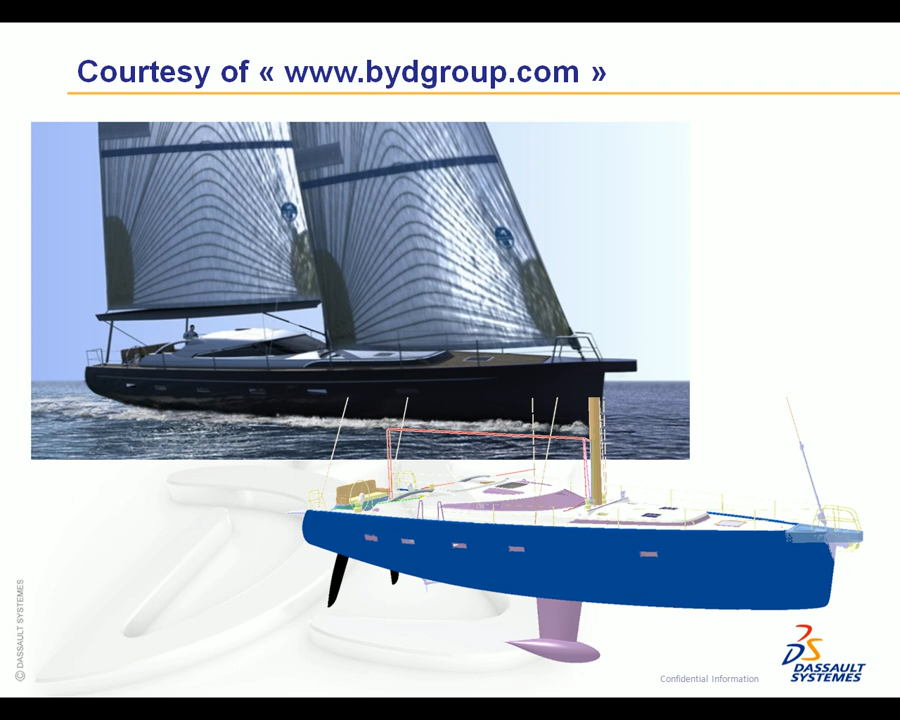 Courtesy of « www.bydgroup.com »
© DASSAULT SYSTEMES
Confidential Information
DASSAULT
SYSTEMES